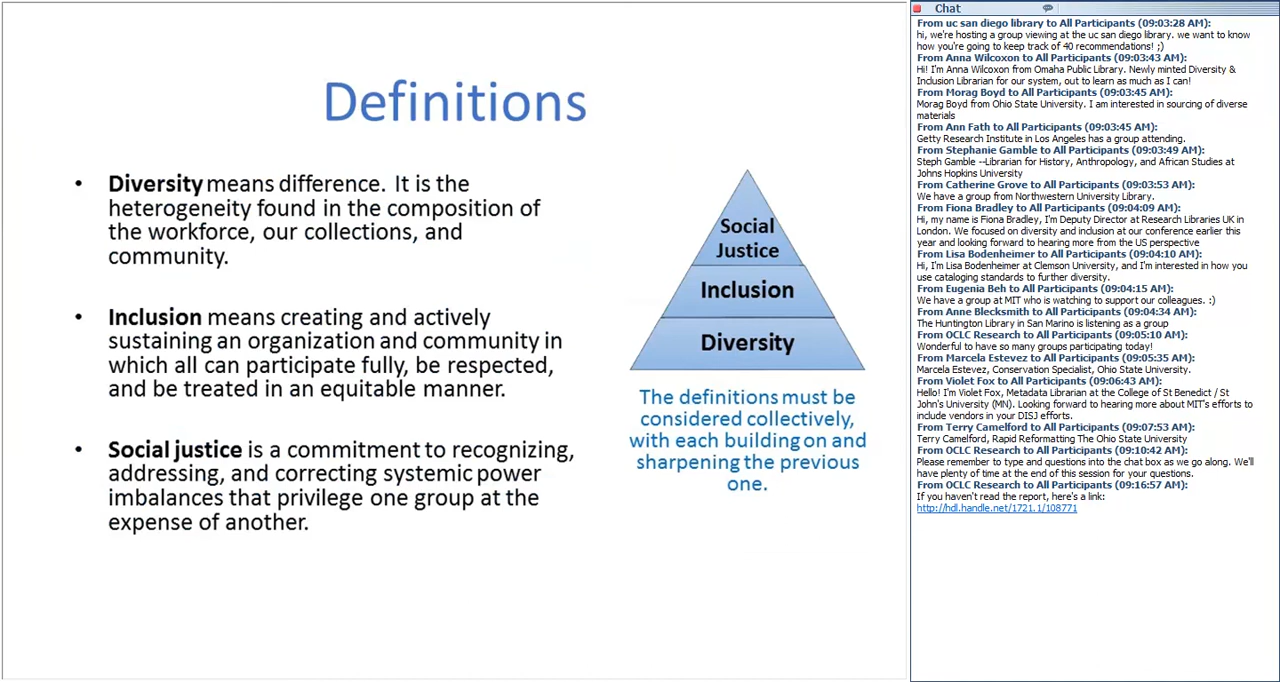 Definitions
• Diversity means difference. It is the
heterogeneity found in the composition of
the workforce, our collections, and
community.
• Inclusion means creating and actively
sustaining an organization and community in
which all can participate fully, be respected,
and be treated in an equitable manner.
• Social justice is a commitment to recognizing,
addressing, and correcting systemic power
imbalances that privilege one group at the
expense of another.
Social
Justice
Inclusion
Diversity
The definitions must be
considered collectively,
with each building on and
sharpening the previous
one.
Chat
From uc san diego library to All Participants (09:03:28 AM):
hi, we're hosting a group viewing at the uc san diego library. we want to know
how you're going to keep track of 40 recommendations! ;)
From Anna Wilcoxon to All Participants (09:03:43 AM):
Hi! I'm Anna Wilcoxon from Omaha Public Library. Newly minted Diversity &
Inclusion Librarian for our system, out to learn as much as I can!
From Morag Boyd to All Participants (09:03:45 AM):
Morag Boyd from Ohio State University. I am interested in sourcing of diverse
materials
From Ann Fath to All Participants (09:03:45 AM):
Getty Research Institute in Los Angeles has a group attending.
From Stephanie Gamble to All Participants (09:03:49 AM):
Steph Gamble --Librarian for History, Anthropology, and African Studies at
Johns Hopkins University
From Catherine Grove to All Participants (09:03:53 AM):
We have a group from Northwestern University Library.
From Fiona Bradley to All Participants (09:04:09 AM):
Hi, my name is Fiona Bradley, I'm Deputy Director at Research Libraries UK in
London. We focused on diversity and inclusion at our conference earlier this
year and looking forward to hearing more from the US perspective
From Lisa Bodenheimer to All Participants (09:04:10 AM):
Hi, I'm Lisa Bodenheimer at Clemson University, and I'm interested in how you
use cataloging standards to further diversity.
From Eugenia Beh to All Participants (09:04:15 AM):
We have a group at MIT who is watching to support our colleagues. :)
From Anne Blecksmith to All Participants (09:04:34 AM):
The Huntington Library in San Marino is listening as a group
From OCLC Research to All Participants (09:05:10 AM):
Wonderful to have so many groups participating today!
From Marcela Estevez to All Participants (09:05:35 AM):
Marcela Estevez, Conservation Specialist, Ohio State University.
From Violet Fox to All Participants (09:06:43 AM):
Hello! I'm Violet Fox, Metadata Librarian at the College of St Benedict / St
John's University (MN). Looking forward to hearing more about MIT's efforts to
include vendors in your DISJ efforts.
From Terry Camelford to All Participants (09:07:53 AM):
Terry Camelford, Rapid Reformatting The Ohio State University
From OCLC Research to All Participants (09:10:42 AM):
Please remember to type and questions into the chat box as we go along. We'll
have plenty of time at the end of this session for your questions.
From OCLC Research to All Participants (09:16:57 AM):
If you haven't read the report, here's a link:
http://hdl.handle.net/1721.1/108771